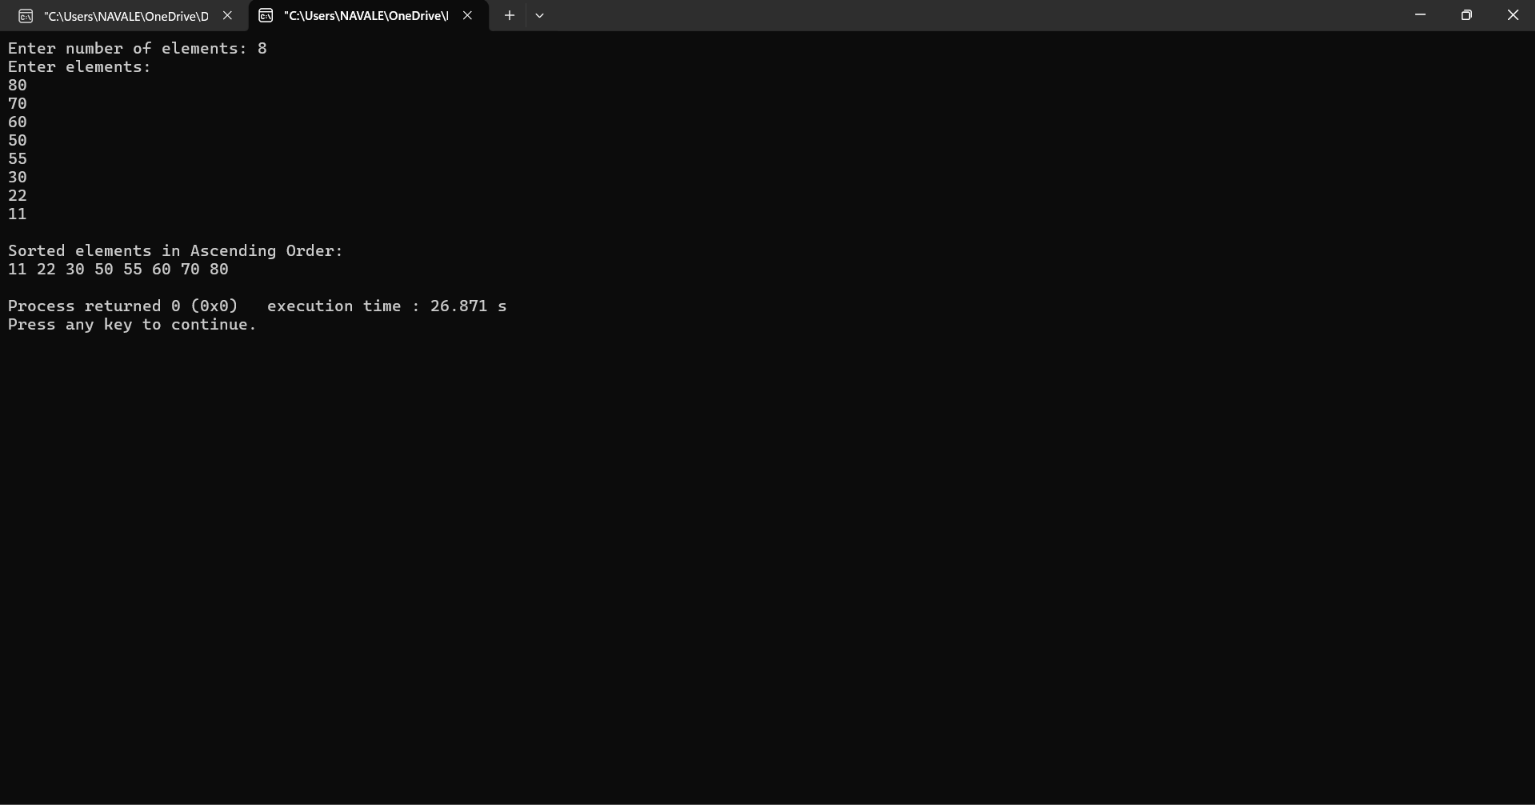 "C:\Users\NAVALE\OneDrive\D
"C:\Users\NAVALE\OneDrive\I
Enter number of elements: 8
Enter elements:
80
70
60
50
55
30
22
11
Sorted elements in Ascending Order:
11 22 30 50 55 60 70 80
Process returned 0 (0x0)   execution time : 26.871 s
Press any key to continue.